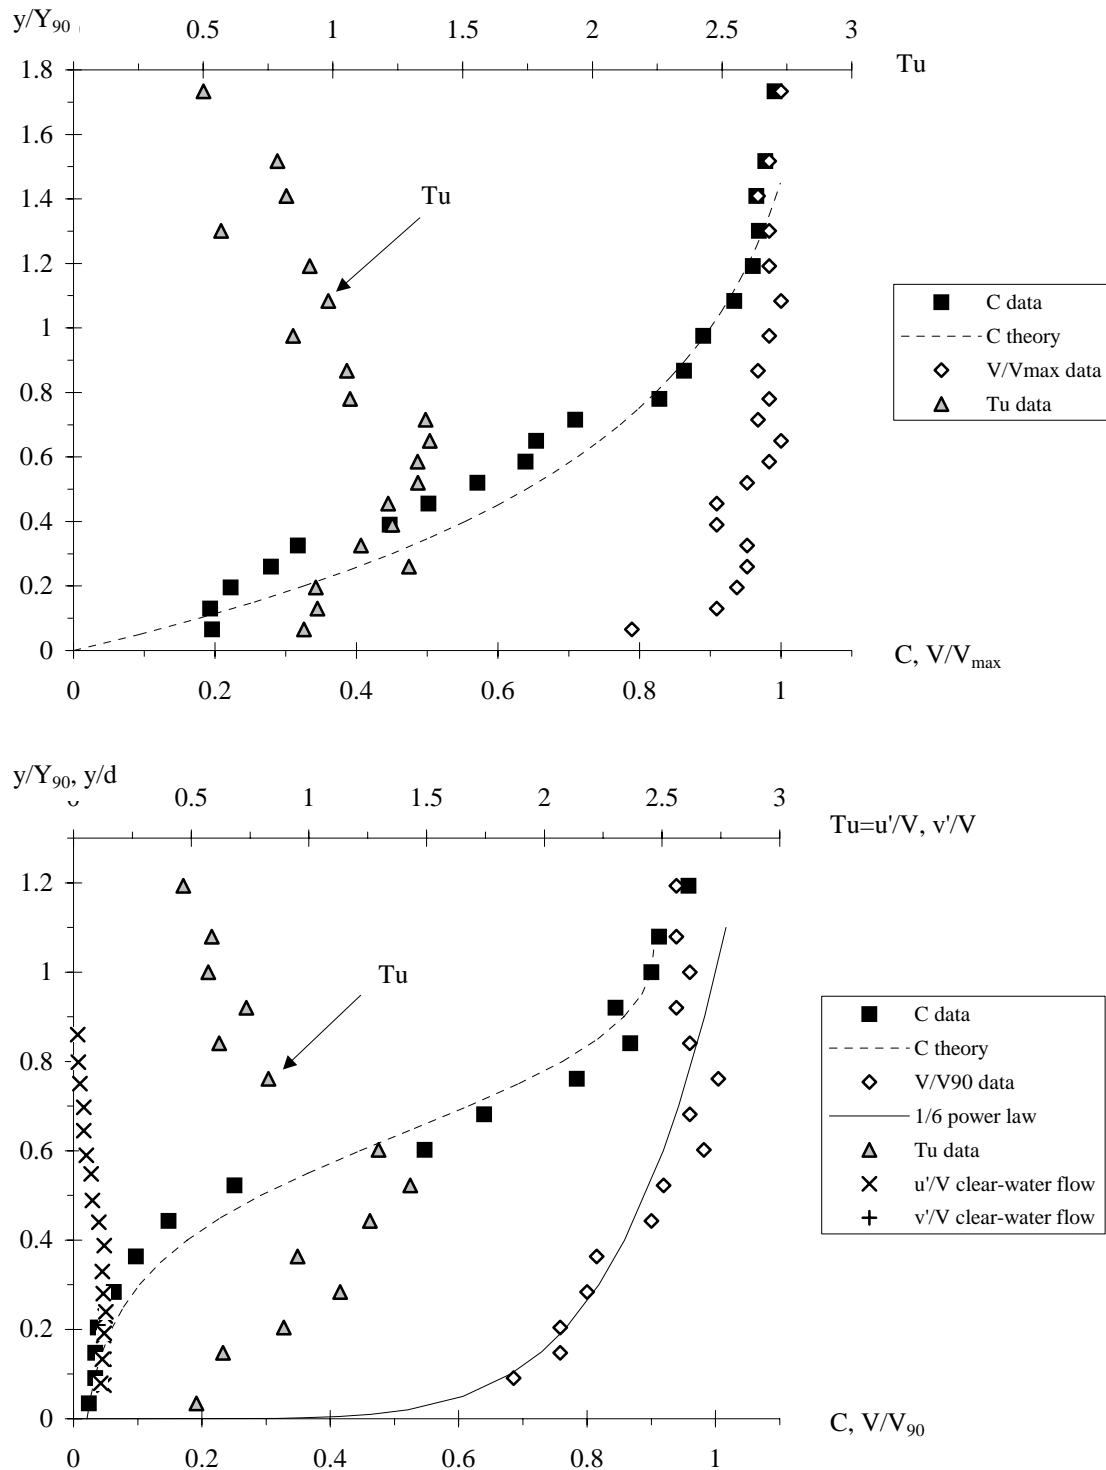 y/Y90
0.5 1 1.5 2 2.5 3
Tu
1.8
1.6
1.4
Tu
1.2
1
0.8
0.6
0.4
0.2
0
C data
C theory
V/Vmax data
Tu data
C, V/Vmax
0 0.2 0.4 0.6 0.8 1
y/Y90, y/d
0 0.5 1 1.5 2 2.5 3
Tu=u'/V, v'/V
1.2
1
Tu
0.8
0.6
0.4
0.2
0
C data
C theory
V/V90 data
1/6 power law
Tu data
u'/V clear-water flow
v'/V clear-water flow
C, V/V90
0 0.2 0.4 0.6 0.8 1